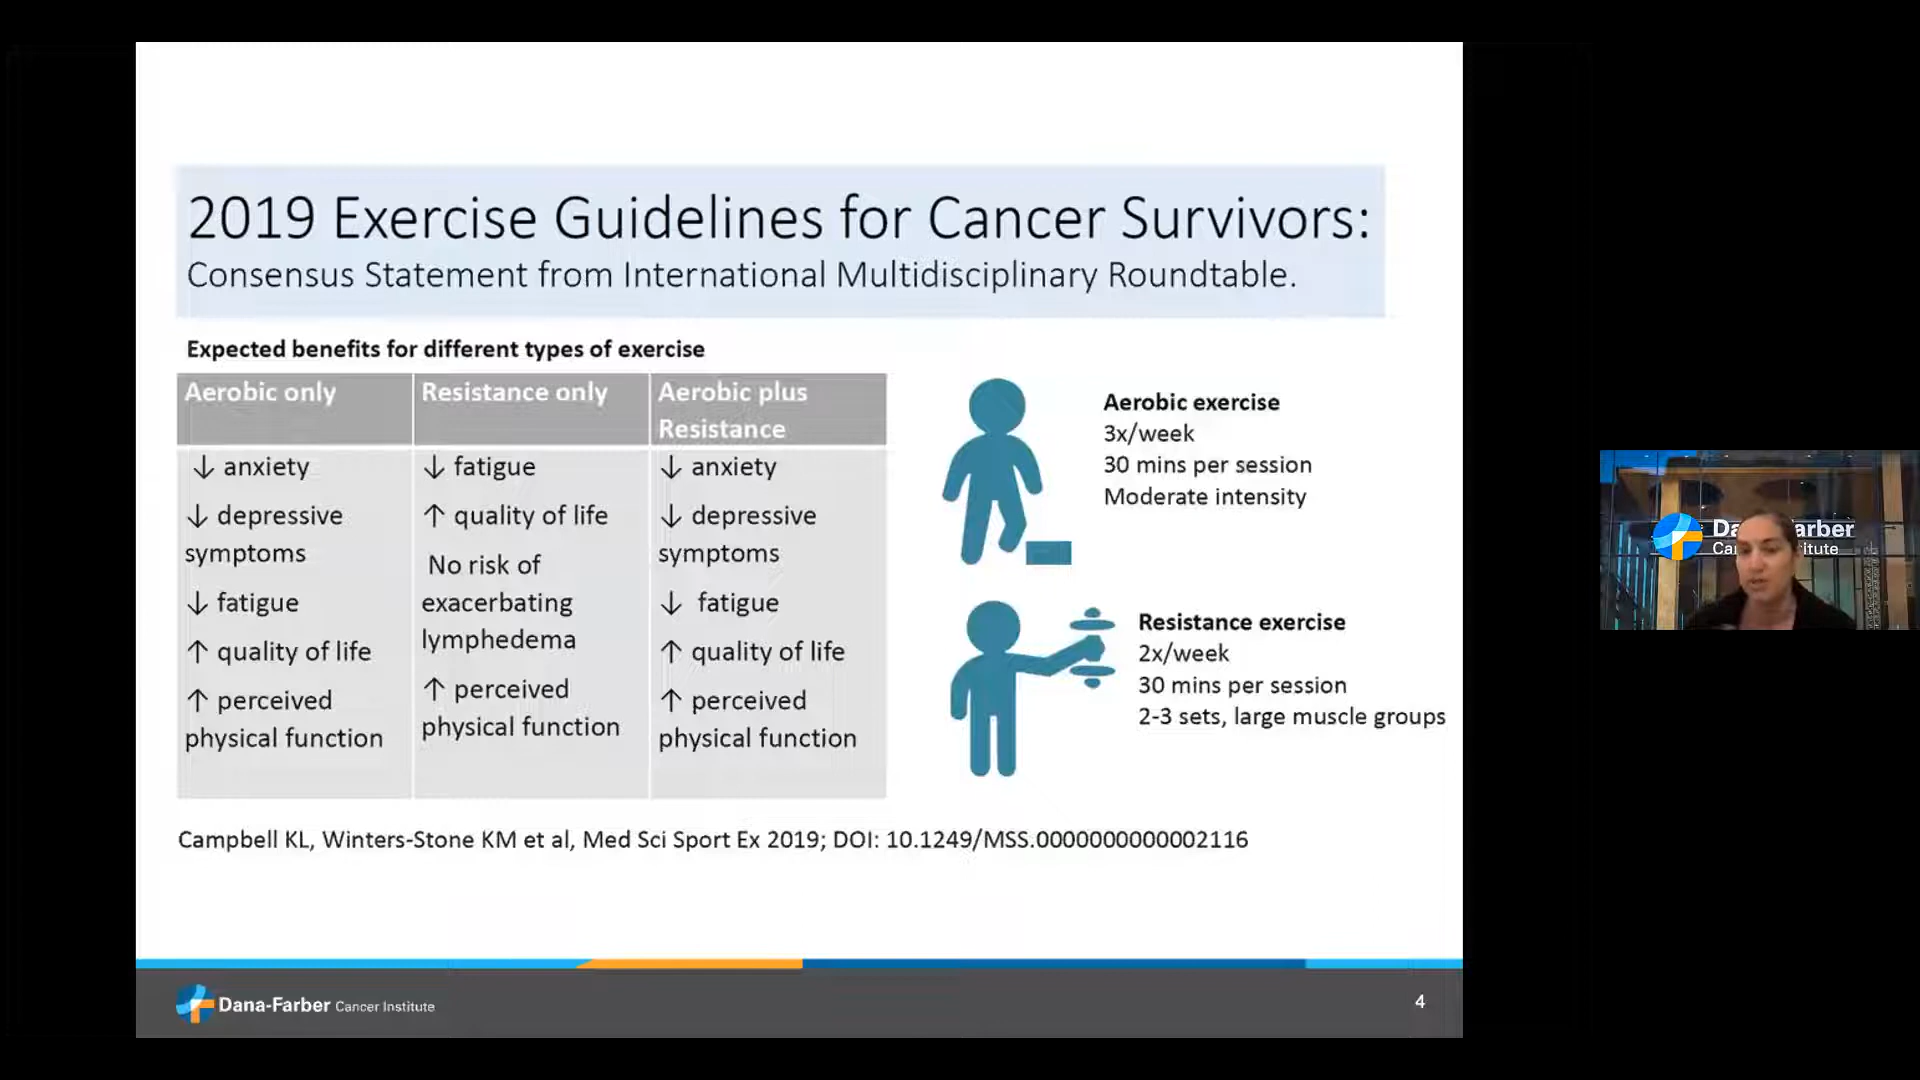 2019 Exercise Guidelines for Cancer Survivors:
Consensus Statement from International Multidisciplinary Roundtable.
Expected benefits for different types of exercise
Aerobic only
↓ anxiety
↓ depressive
symptoms
↓ fatigue
↑ quality of life
↑ perceived
physical function
Resistance only
↓ fatigue
↑ quality of life
No risk of
exacerbating
lymphedema
↑ perceived
physical function
Aerobic plus
Resistance
↓ anxiety
↓ depressive
symptoms
↓ fatigue
↑ quality of life
↑ perceived
physical function
Aerobic exercise
3x/week
30 mins per session
Moderate intensity
Resistance exercise
2x/week
30 mins per session
2-3 sets, large muscle groups
Campbell KL, Winters-Stone KM et al, Med Sci Sport Ex 2019; DOI: 10.1249/MSS.0000000000002116
Dana-Farber Cancer Institute
4